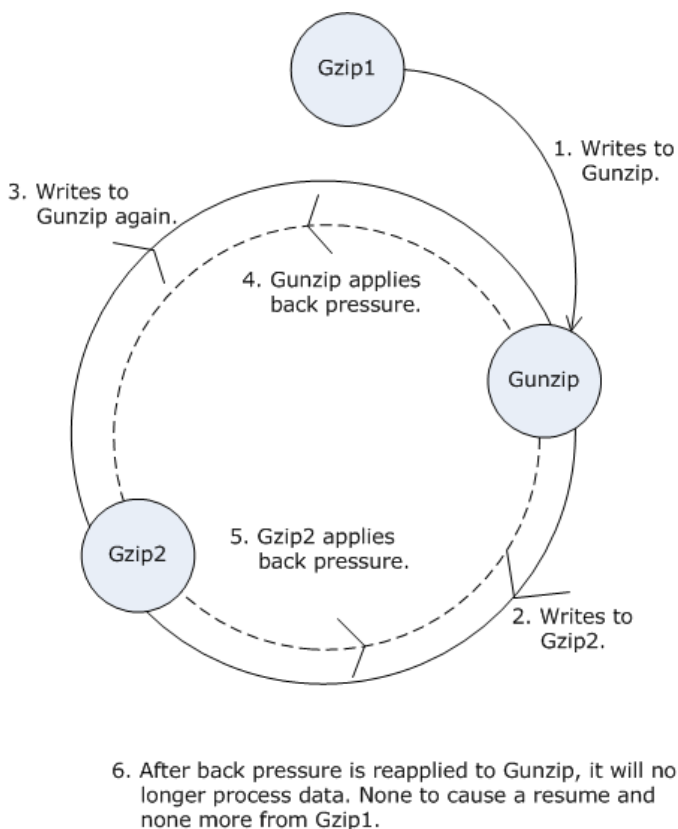 Gzip1
1. Writes to
Gunzip.
3. Writes to
Gunzip again.
4. Gunzip applies
back pressure.
Gunzip
5. Gzip2 applies
back pressure.
Gzip2
2. Writes to
Gzip2.
6. After back pressure is reapplied to Gunzip, it will no
longer process data. None to cause a resume and
none more from Gzip1.